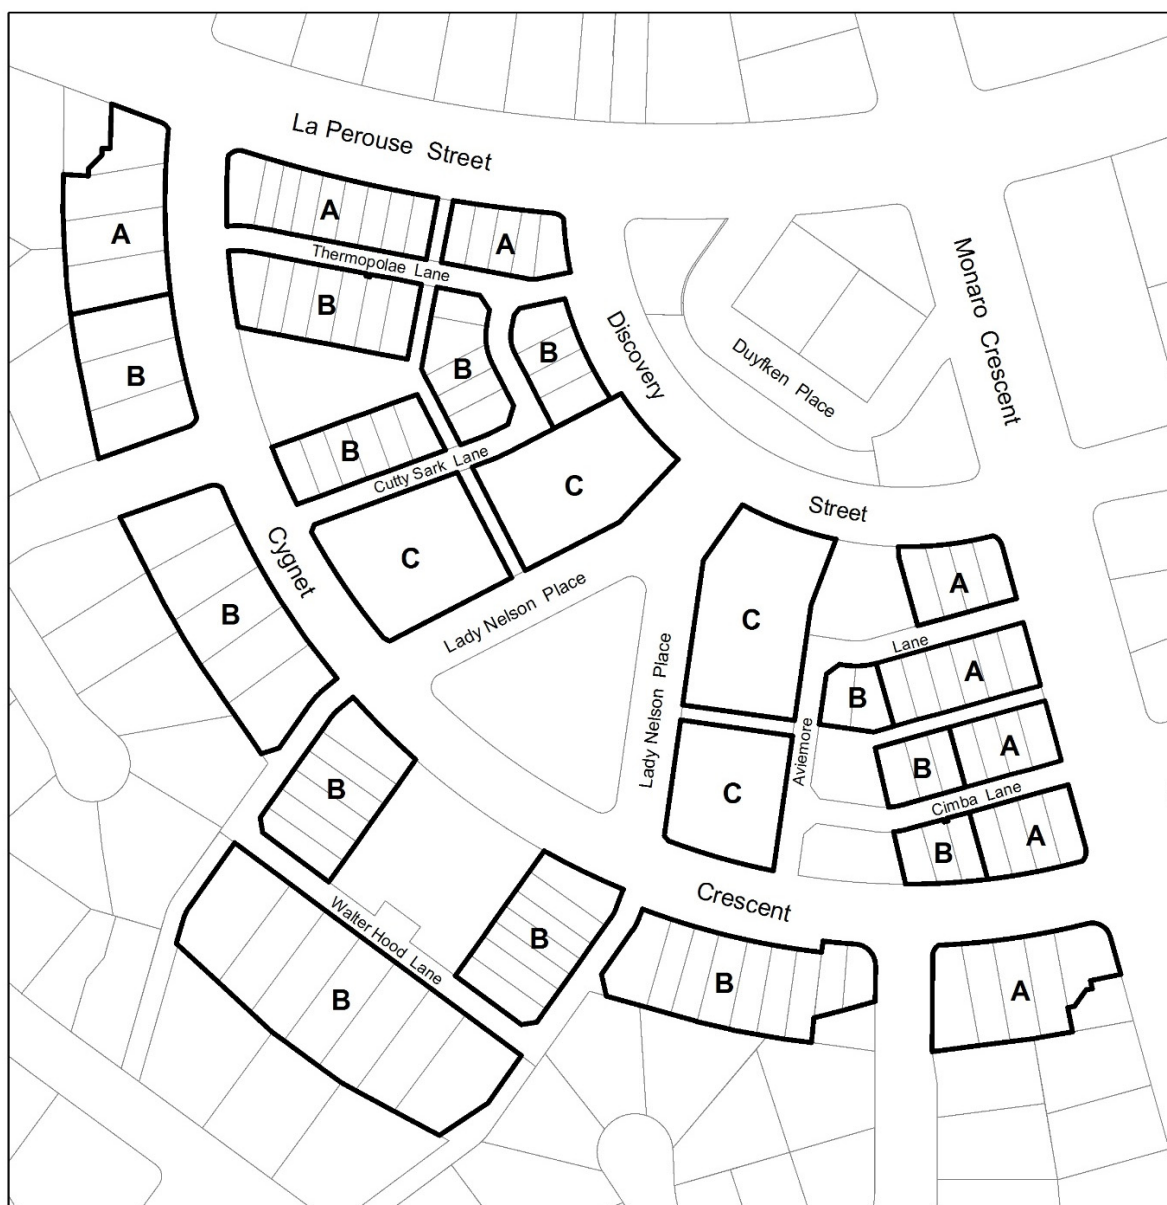 La Perouse Street
A
A
A
Thermopolae Lane
Monaro Crescent
B
Discovery
B
B
B
Duyfken Place
B
Cutty Sark Lane
C
Street
C
Cygnet
A
B
Lady Nelson Place
C
Lane
Lady Nelson Place
A
B
Aviemore
A
B
B
C
Cimba Lane
A
B
Crescent
Walter Hood Lane
B
B
B
A